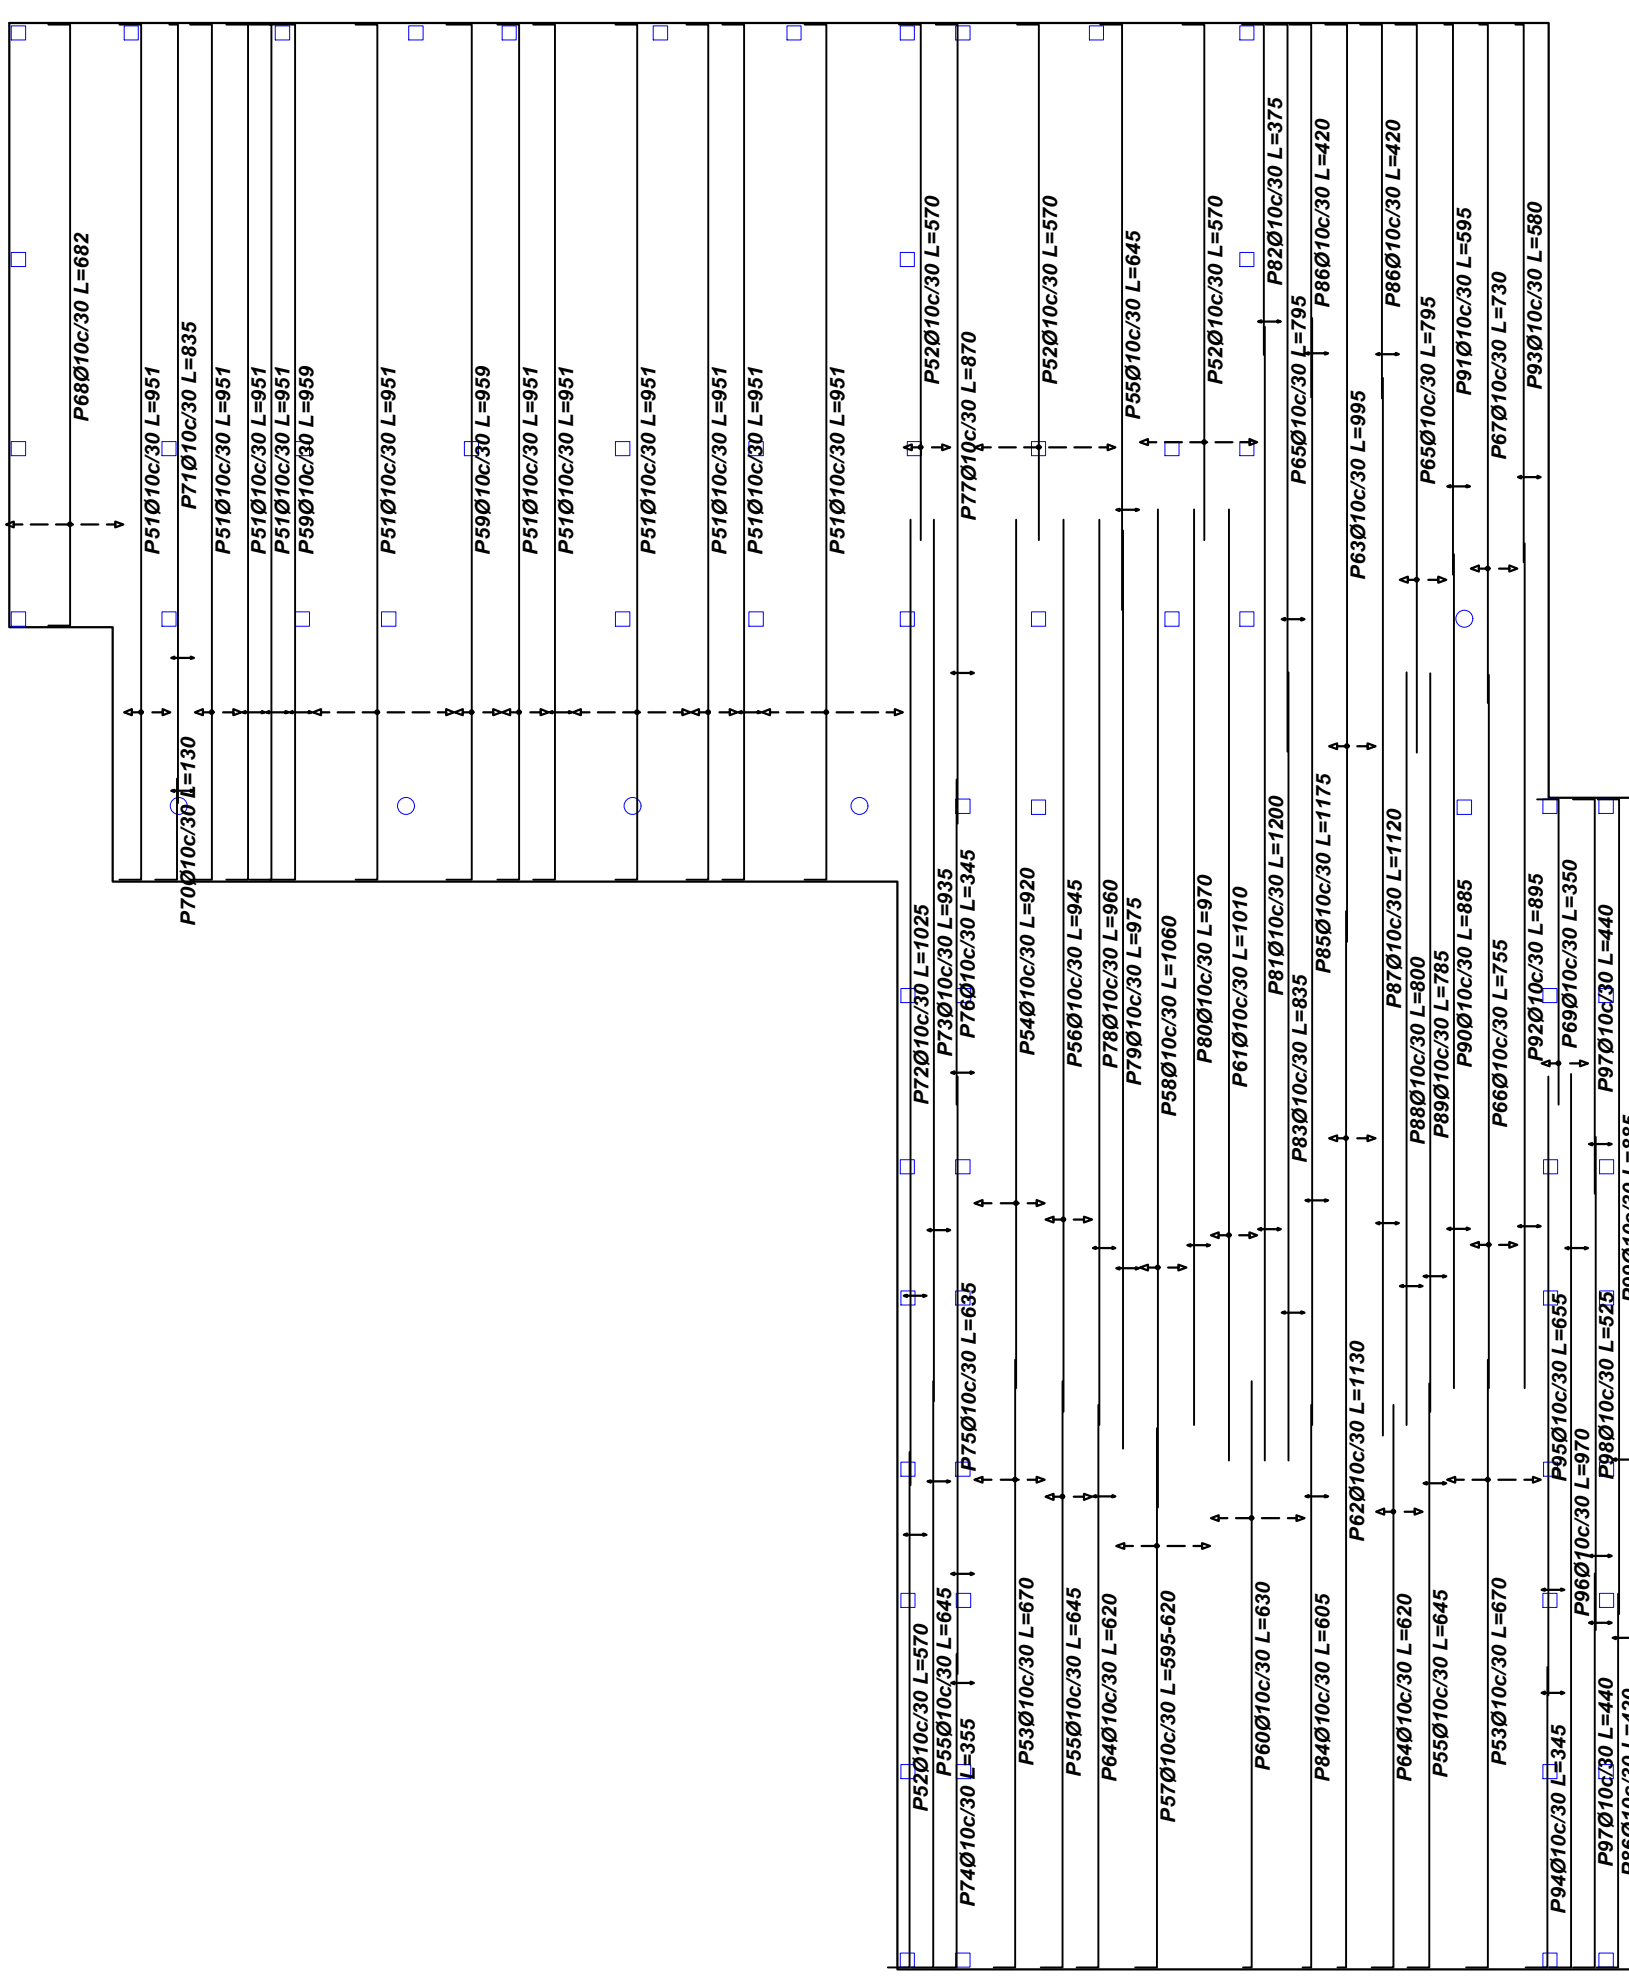 P68Ø10c/30 L=682
P51Ø10c/30 L=951
P71Ø10c/30 L=835
P70Ø10c/30 L=130
P51Ø10c/30 L=951
P51Ø10c/30 L=951
P51Ø10c/30 L=951
P59Ø10c/30 L=959
P51Ø10c/30 L=951
P59Ø10c/30 L=959
P51Ø10c/30 L=951
P51Ø10c/30 L=951
P51Ø10c/30 L=951
P51Ø10c/30 L=951
P51Ø10c/30 L=951
P51Ø10c/30 L=951
P52Ø10c/30 L=570
P72Ø10c/30 L=1025
P52Ø10c/30 L=570
P73Ø10c/30 L=935
P55Ø10c/30 L=645
P77Ø10c/30 L=870
P76Ø10c/30 L=345
P75Ø10c/30 L=635
P74Ø10c/30 L=355
P54Ø10c/30 L=920
P53Ø10c/30 L=670
P52Ø10c/30 L=570
P56Ø10c/30 L=945
P55Ø10c/30 L=645
P78Ø10c/30 L=960
P64Ø10c/30 L=620
P55Ø10c/30 L=645
P79Ø10c/30 L=975
P58Ø10c/30 L=1060
P57Ø10c/30 L=595-620
P52Ø10c/30 L=570
P80Ø10c/30 L=970
P61Ø10c/30 L=1010
P60Ø10c/30 L=630
P82Ø10c/30 L=375
P81Ø10c/30 L=1200
P65Ø10c/30 L=795
P83Ø10c/30 L=835
P86Ø10c/30 L=420
P85Ø10c/30 L=1175
P84Ø10c/30 L=605
P63Ø10c/30 L=995
P62Ø10c/30 L=1130
P86Ø10c/30 L=420
P87Ø10c/30 L=1120
P64Ø10c/30 L=620
P65Ø10c/30 L=795
P88Ø10c/30 L=800
P89Ø10c/30 L=785
P55Ø10c/30 L=645
P91Ø10c/30 L=595
P90Ø10c/30 L=885
P67Ø10c/30 L=730
P66Ø10c/30 L=755
P53Ø10c/30 L=670
P93Ø10c/30 L=580
P92Ø10c/30 L=895
P95Ø10c/30 L=655
P94Ø10c/30 L=345
P69Ø10c/30 L=350
P96Ø10c/30 L=970
P97Ø10c/30 L=440
P98Ø10c/30 L=525
P97Ø10c/30 L=440
P86Ø10c/30 L=420